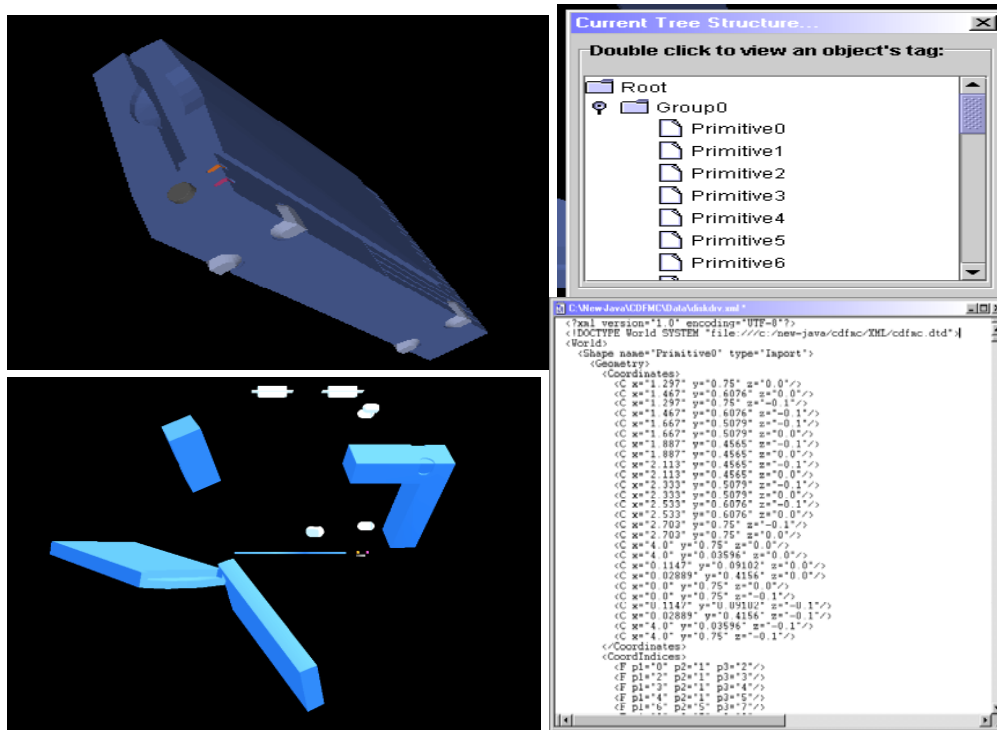 Current Tree Structure...
Double click to view an object's tag:
Root
Group0
Primitive0
Primitive1
Primitive2
Primitive3
Primitive4
Primitive5
Primitive6
C:\New-Java\CDFMC\Data\diskdrv.xml *
<?xml version="1.0" encoding="UTF-8"?>
<!DOCTYPE World SYSTEM "file:///c:/new-java/cdfmc/XML/cdfmc.dtd">
<World>
<Shape name="Primitive0" type="Import">
<Geometry>
<Coordinates>
<C x="1.297" y="0.75" z="0.0"/>
<C x="1.467" y="0.6076" z="0.0"/>
<C x="1.297" y="0.75" z="-0.1"/>
<C x="1.467" y="0.6076" z="-0.1"/>
<C x="1.667" y="0.5079" z="-0.1"/>
<C x="1.667" y="0.5079" z="0.0"/>
<C x="1.887" y="0.4565" z="-0.1"/>
<C x="1.887" y="0.4565" z="0.0"/>
<C x="2.113" y="0.4565" z="-0.1"/>
<C x="2.113" y="0.4565" z="0.0"/>
<C x="2.333" y="0.5079" z="-0.1"/>
<C x="2.333" y="0.5079" z="0.0"/>
<C x="2.533" y="0.6076" z="-0.1"/>
<C x="2.533" y="0.6076" z="0.0"/>
<C x="2.703" y="0.75" z="-0.1"/>
<C x="2.703" y="0.75" z="0.0"/>
<C x="4.0" y="0.75" z="0.0"/>
<C x="4.0" y="0.03596" z="0.0"/>
<C x="0.1147" y="0.09102" z="0.0"/>
<C x="0.02889" y="0.4156" z="0.0"/>
<C x="0.0" y="0.75" z="0.0"/>
<C x="0.0" y="0.75" z="-0.1"/>
<C x="0.1147" y="0.09102" z="-0.1"/>
<C x="0.02889" y="0.4156" z="-0.1"/>
<C x="4.0" y="0.03596" z="-0.1"/>
<C x="4.0" y="0.75" z="-0.1"/>
</Coordinates>
<CoordIndices>
<F p1="0" p2="1" p3="2"/>
<F p1="2" p2="1" p3="3"/>
<F p1="3" p2="1" p3="4"/>
<F p1="4" p2="1" p3="5"/>
<F p1="6" p2="5" p3="7"/>